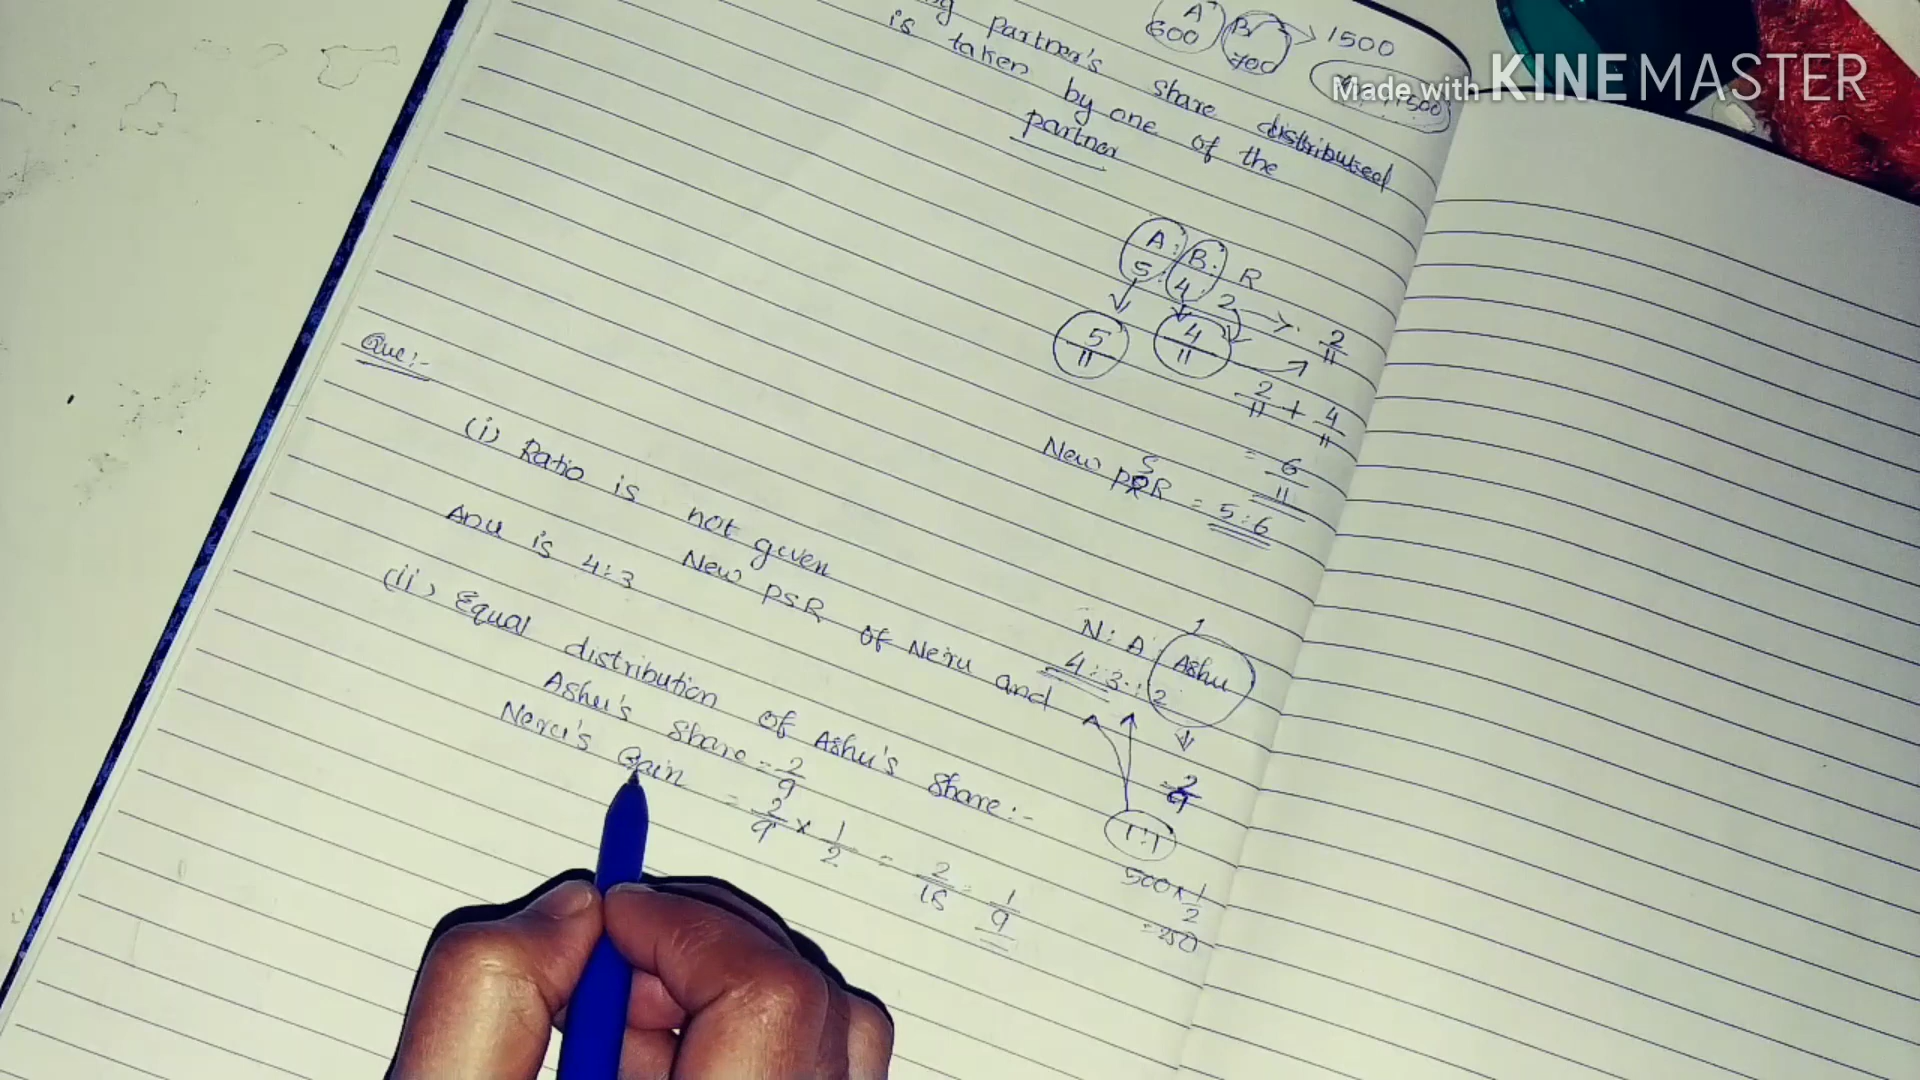 A B → 1500
600 700
Made with KINEMASTER
partner's share distributed
is taken by one of the
partner
A : B : R
5 : 4 : 2 → 2/11
5/11 4/11
2/11 + 4/11
= 6/11
New PSR = 5:6
Que:-
(i) Ratio is not given
New PSR of Neru and
Anu is 4:3
N : A : Ashu
4 : 3 : 2
2/9
1:1
500 × 1/2
= 250
(ii) Equal distribution of Ashu's Share:-
Ashu's Share = 2/9
Neru's Gain = 2/9 × 1/2 = 2/18 = 1/9